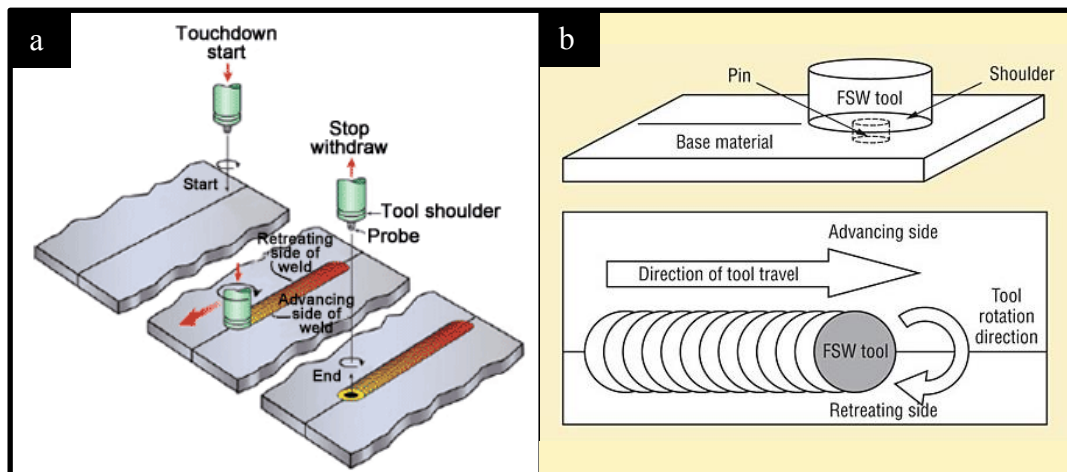 a
Touchdown
start
Start
Stop
withdraw
Tool shoulder
Probe
Retreating
side of
weld
Advancing
side of
weld
End
b
Pin
FSW tool
Shoulder
Base material
Advancing side
Direction of tool travel
Tool
rotation
direction
FSW tool
Retreating side